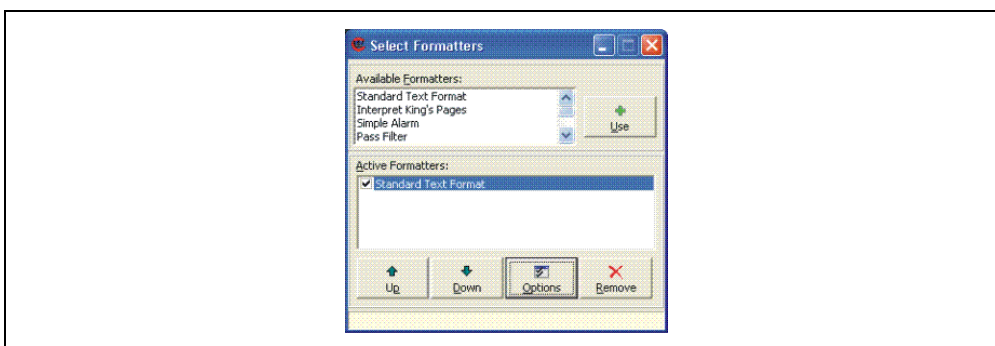 Select Formatters
Available Formatters:
Standard Text Format
Interpret King's Pages
Simple Alarm
Pass Filter
Use
Active Formatters:
Standard Text Format
Up
Down
Options
Remove